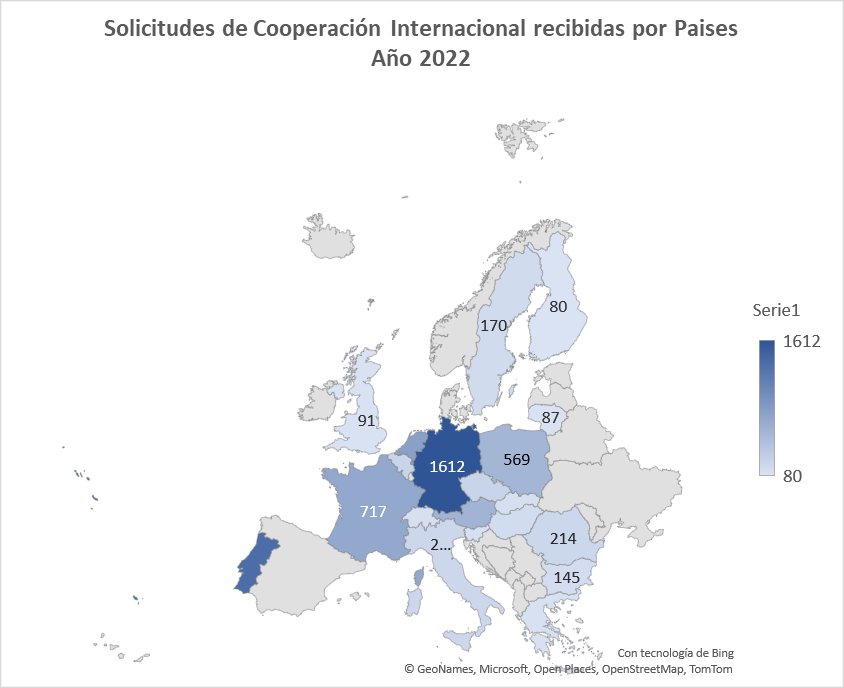 Solicitudes de Cooperación Internacional recibidas por Paises
Año 2022
80
170
Serie1
1612
91
87
569
1612
80
717
214
2...
145
Con tecnología de Bing
© GeoNames, Microsoft, Open Places, OpenStreetMap, TomTom